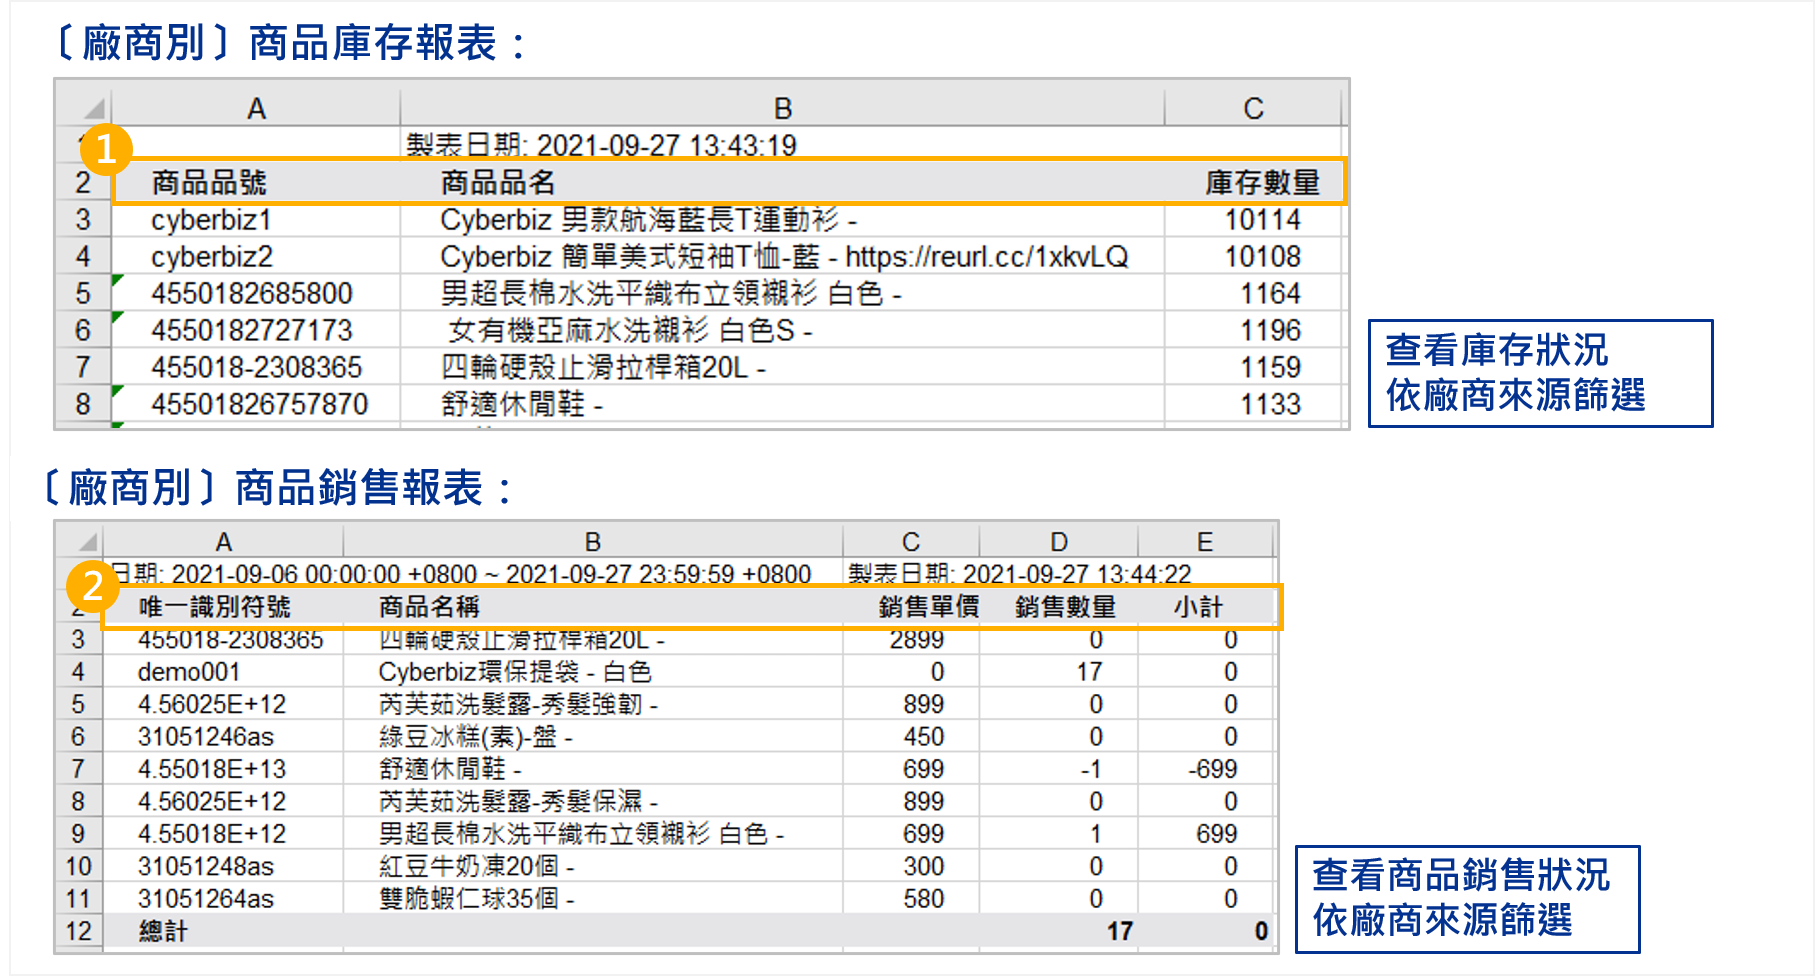 〔廠商別〕商品庫存報表：
A B C
1
製表日期: 2021-09-27 13:43:19
2 商品品號 商品品名 庫存數量
3 cyberbiz1 Cyberbiz 男款航海藍長T運動衫 - 10114
4 cyberbiz2 Cyberbiz 簡單美式短袖T恤-藍 - https://reurl.cc/1xkvLQ 10108
5 4550182685800 男超長棉水洗平織布立領襯衫 白色 - 1164
6 4550182727173 女有機亞麻水洗襯衫 白色S - 1196
7 455018-2308365 四輪硬殼止滑拉桿箱20L - 1159
8 45501826757870 舒適休閒鞋 - 1133
查看庫存狀況
依廠商來源篩選
〔廠商別〕商品銷售報表：
A B C D E
2
日期: 2021-09-06 00:00:00 +0800 ~ 2021-09-27 23:59:59 +0800 製表日期: 2021-09-27 13:44:22
2 唯一識別符號 商品名稱 銷售單價 銷售數量 小計
3 455018-2308365 四輪硬殼止滑拉桿箱20L - 2899 0 0
4 demo001 Cyberbiz環保提袋 - 白色 0 17 0
5 4.56025E+12 芮芙茹洗髮露-秀髮強韌 - 899 0 0
6 31051246as 綠豆冰糕(素)-盤 - 450 0 0
7 4.55018E+13 舒適休閒鞋 - 699 -1 -699
8 4.56025E+12 芮芙茹洗髮露-秀髮保濕 - 899 0 0
9 4.55018E+12 男超長棉水洗平織布立領襯衫 白色 - 699 1 699
10 31051248as 紅豆牛奶凍20個 - 300 0 0
11 31051264as 雙脆蝦仁球35個 - 580 0 0
12 總計 17 0
查看商品銷售狀況
依廠商來源篩選